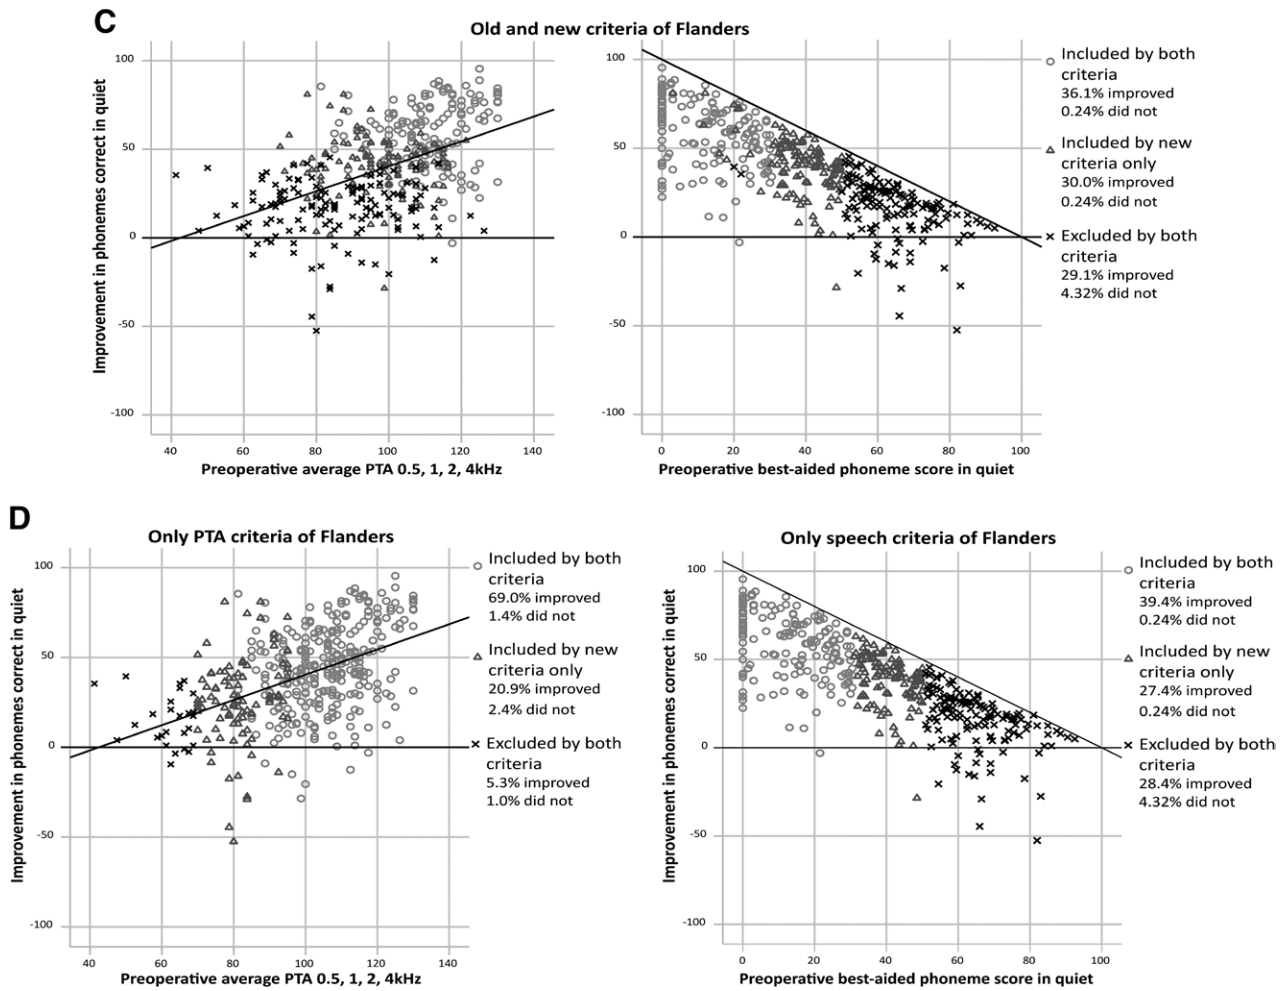 C
Old and new criteria of Flanders
Improvement in phonemes correct in quiet
100
50
0
-50
-100
40
60
80
100
120
140
Preoperative average PTA 0.5, 1, 2, 4kHz
100
50
0
-50
-100
0
20
40
60
80
100
Preoperative best-aided phoneme score in quiet
Included by both
criteria
36.1% improved
0.24% did not
Included by new
criteria only
30.0% improved
0.24% did not
Excluded by both
criteria
29.1% improved
4.32% did not
D
Only PTA criteria of Flanders
Improvement in phonemes correct in quiet
100
50
0
-50
-100
40
60
80
100
120
140
Preoperative average PTA 0.5, 1, 2, 4kHz
Included by both
criteria
69.0% improved
1.4% did not
Included by new
criteria only
20.9% improved
2.4% did not
Excluded by both
criteria
5.3% improved
1.0% did not
Only speech criteria of Flanders
Improvement in phonemes correct in quiet
100
50
0
-50
-100
0
20
40
60
80
100
Preoperative best-aided phoneme score in quiet
Included by both
criteria
39.4% improved
0.24% did not
Included by new
criteria only
27.4% improved
0.24% did not
Excluded by both
criteria
28.4% improved
4.32% did not